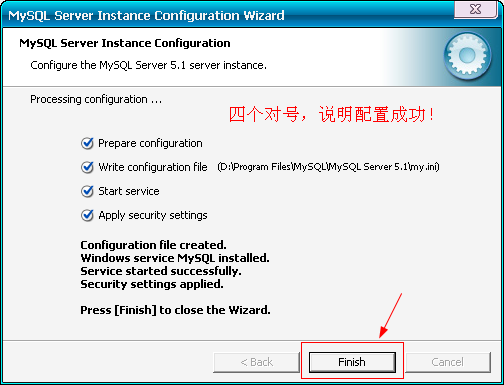 MySQL Server Instance Configuration Wizard
MySQL Server Instance Configuration
Configure the MySQL Server 5.1 server instance.
Processing configuration ...
四个对号，说明配置成功！
Prepare configuration
Write configuration file (D:\Program Files\MySQL\MySQL Server 5.1\my.ini)
Start service
Apply security settings
Configuration file created.
Windows service MySQL installed.
Service started successfully.
Security settings applied.
Press [Finish] to close the Wizard.
< Back Finish Cancel